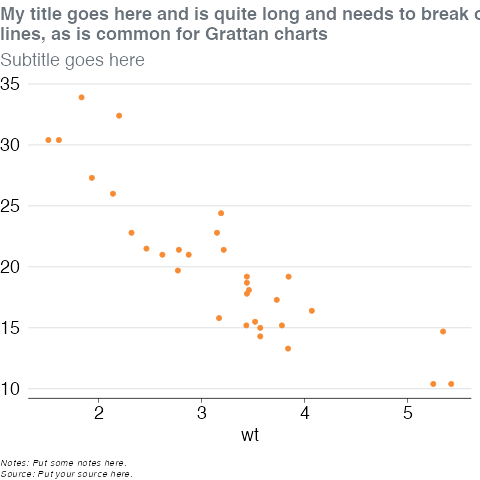 My title goes here and is quite long and needs to break
lines, as is common for Grattan charts
Subtitle goes here
35
30
25
20
15
10
2 3 4 5
wt
Notes: Put some notes here.
Source: Put your source here.